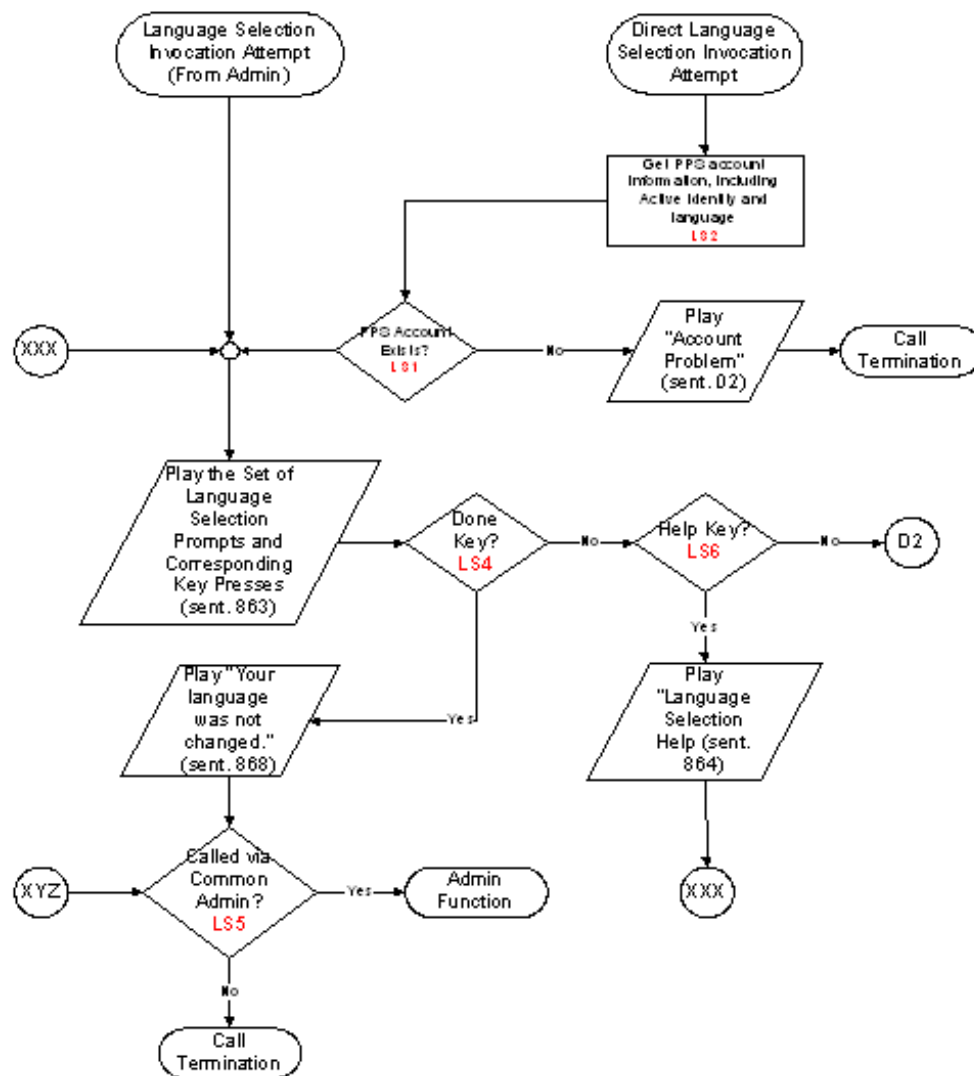 Language Selection
Invocation Attempt
(From Admin)
Direct Language
Selection Invocation
Attempt
Get PPS account
Information, including
Active Identity and
language
LS2
XXX
PPS Account
Exists?
LS1
No
Play
"Account
Problem"
(sent. D2)
Call
Termination
Play the Set of
Language
Selection
Prompts and
Corresponding
Key Presses
(sent. 863)
Done
Key?
LS4
No
Help Key?
LS6
No
D2
Yes
Yes
Play "Your
language
was not
changed."
(sent. 868)
Play
"Language
Selection
Help (sent.
864)
XYZ
Called via
Common
Admin?
LS5
Yes
Admin
Function
XXX
No
Call
Termination